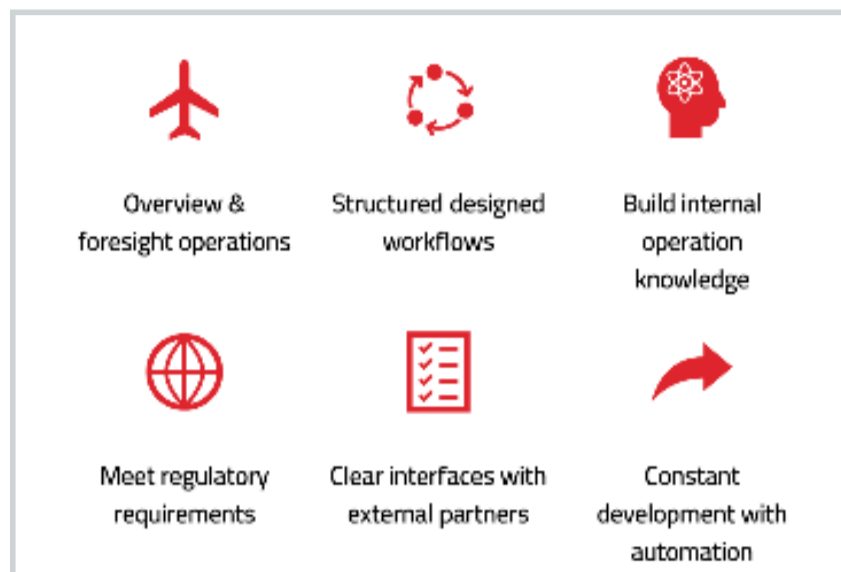 Overview &
foresight operations
Structured designed
workflows
Build internal
operation
knowledge
Meet regulatory
requirements
Clear interfaces with
external partners
Constant
development with
automation